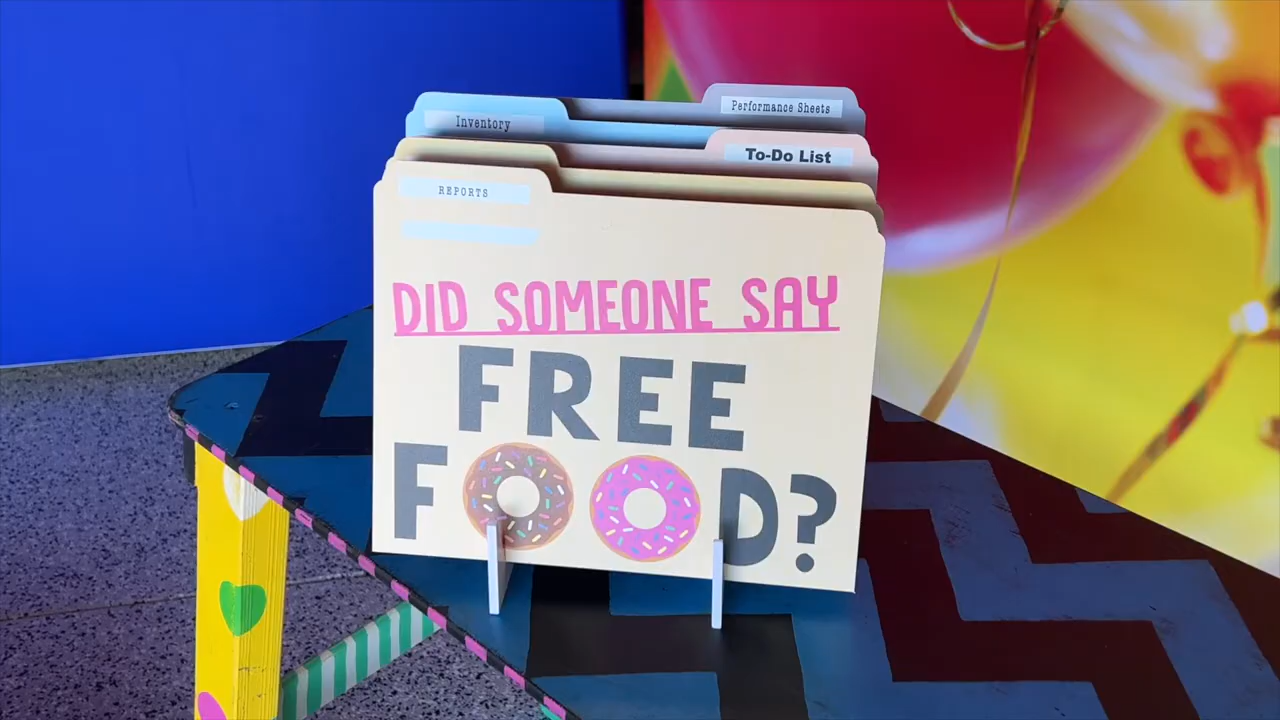 Performance Sheets
Inventory
To-Do List
REPORTS
DID SOMEONE SAY
FREE
FOOD?